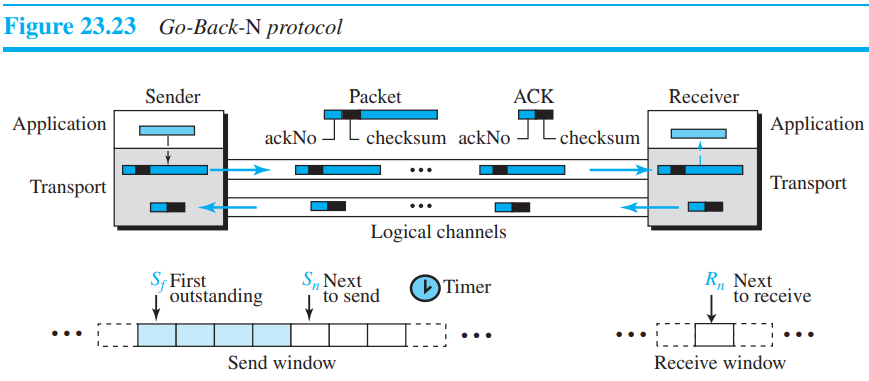 Figure 23.23 Go-Back-N protocol
Sender
Packet
ACK
Receiver
Application
ackNo
checksum
ackNo
checksum
Application
Transport
Transport
Logical channels
Sf First
outstanding
Sn Next
to send
Timer
Rn Next
to receive
Send window
Receive window